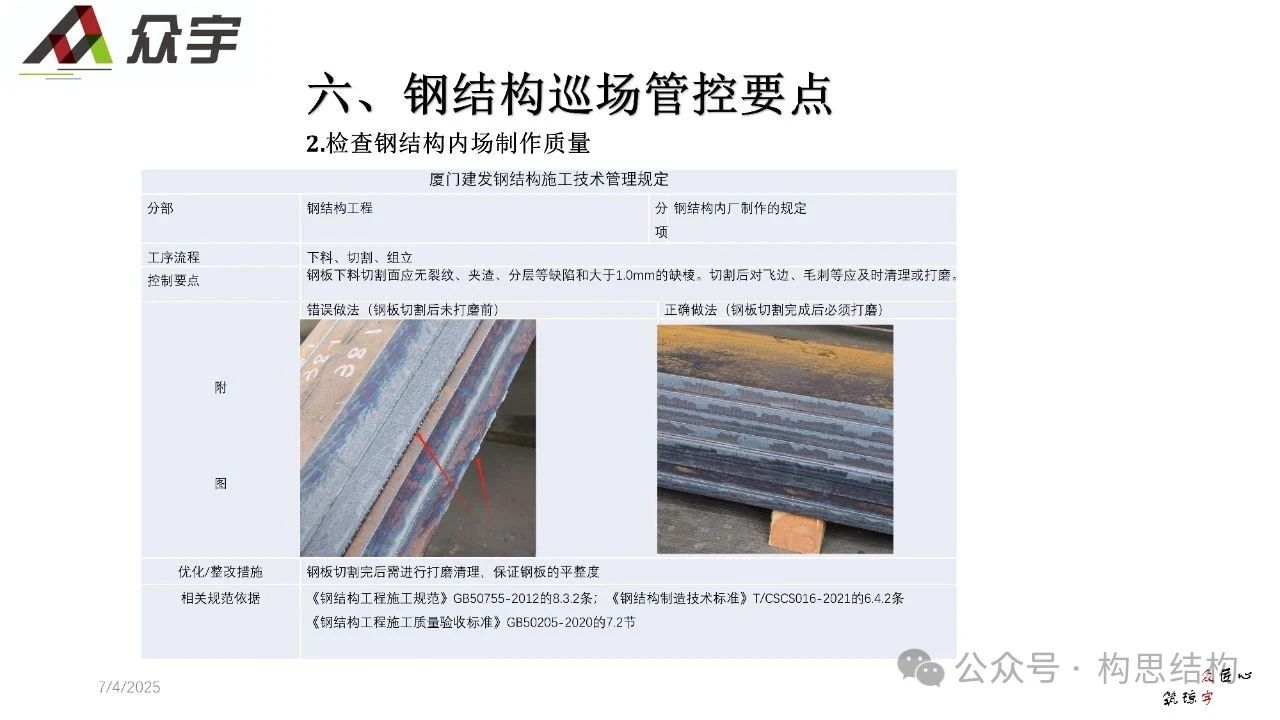 众宇
六、钢结构巡场管控要点
2.检查钢结构内场制作质量
厦门建发钢结构施工技术管理规定
分部
钢结构工程
分项
钢结构内厂制作的规定
工序流程
下料、切割、组立
控制要点
钢板下料切割面应无裂纹、夹渣、分层等缺陷和大于1.0mm的缺棱。切割后对飞边、毛刺等应及时清理或打磨。
错误做法（钢板切割后未打磨前）
正确做法（钢板切割完成后必须打磨）
附
图
优化/整改措施
钢板切割完后需进行打磨清理，保证钢板的平整度
相关规范依据
《钢结构工程施工规范》GB50755-2012的8.3.2条；《钢结构制造技术标准》T/CSCS016-2021的6.4.2条
《钢结构工程施工质量验收标准》GB50205-2020的7.2节
7/4/2025
公众号 · 构思结构
众匠心
筑琼宇